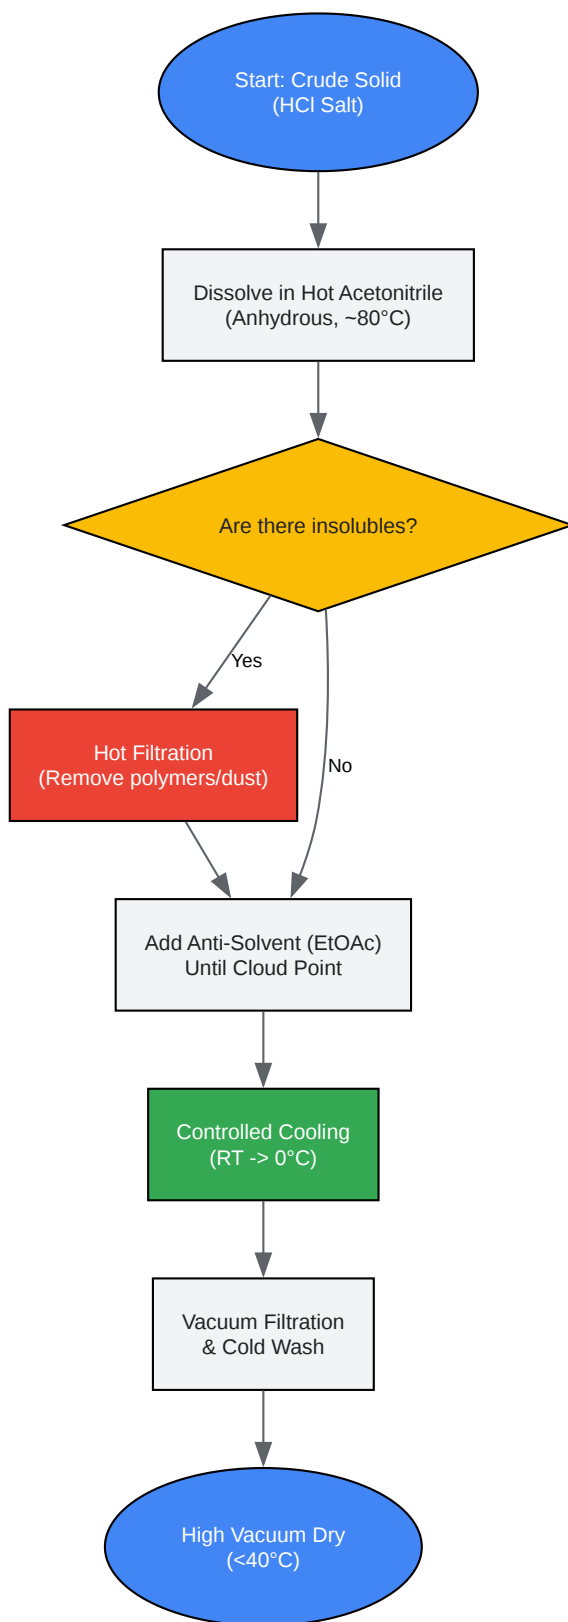 Start: Crude Solid
(HCl Salt)
Dissolve in Hot Acetonitrile
(Anhydrous, ~80°C)
Are there insolubles?
Yes
Hot Filtration
(Remove polymers/dust)
No
Add Anti-Solvent (EtOAc)
Until Cloud Point
Controlled Cooling
(RT -> 0°C)
Vacuum Filtration
& Cold Wash
High Vacuum Dry
(<40°C)